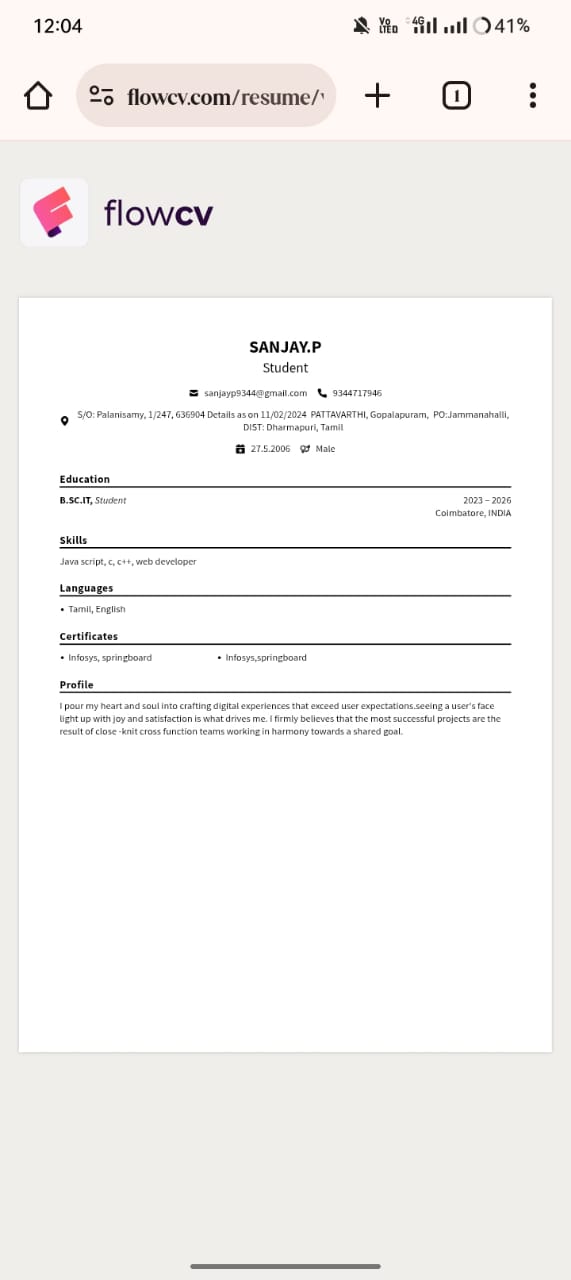 12:04
Vo LTED
4G
41%
flowcv.com/resume/
1
flowcv
SANJAY.P
Student
sanjayp9344@gmail.com 9344717946
S/O: Palanisamy, 1/247, 636904 Details as on 11/02/2024 PATTAVARTHI, Gopalapuram, PO:Jammanahalli,
DIST: Dharmapuri, Tamil
27.5.2006 Male
Education
B.SC.IT, Student 2023 – 2026
Coimbatore, INDIA
Skills
Java script, c, c++, web developer
Languages
• Tamil, English
Certificates
• Infosys, springboard • Infosys,springboard
Profile
I pour my heart and soul into crafting digital experiences that exceed user expectations.seeing a user's face
light up with joy and satisfaction is what drives me. I firmly believes that the most successful projects are the
result of close -knit cross function teams working in harmony towards a shared goal.